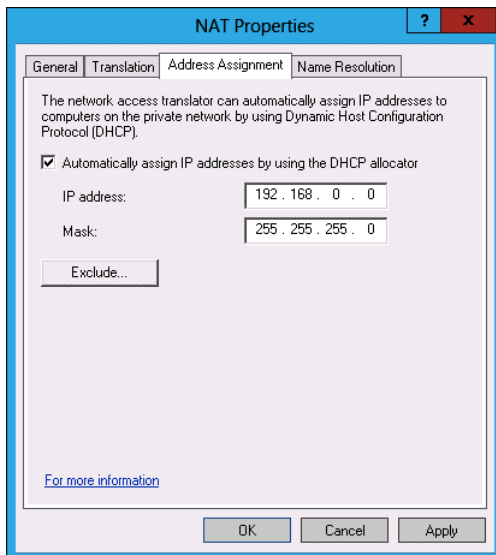 NAT Properties
? x
General Translation Address Assignment Name Resolution
The network access translator can automatically assign IP addresses to
computers on the private network by using Dynamic Host Configuration
Protocol (DHCP).
Automatically assign IP addresses by using the DHCP allocator
IP address: 192 . 168 . 0 . 0
Mask: 255 . 255 . 255 . 0
Exclude...
For more information
OK Cancel Apply